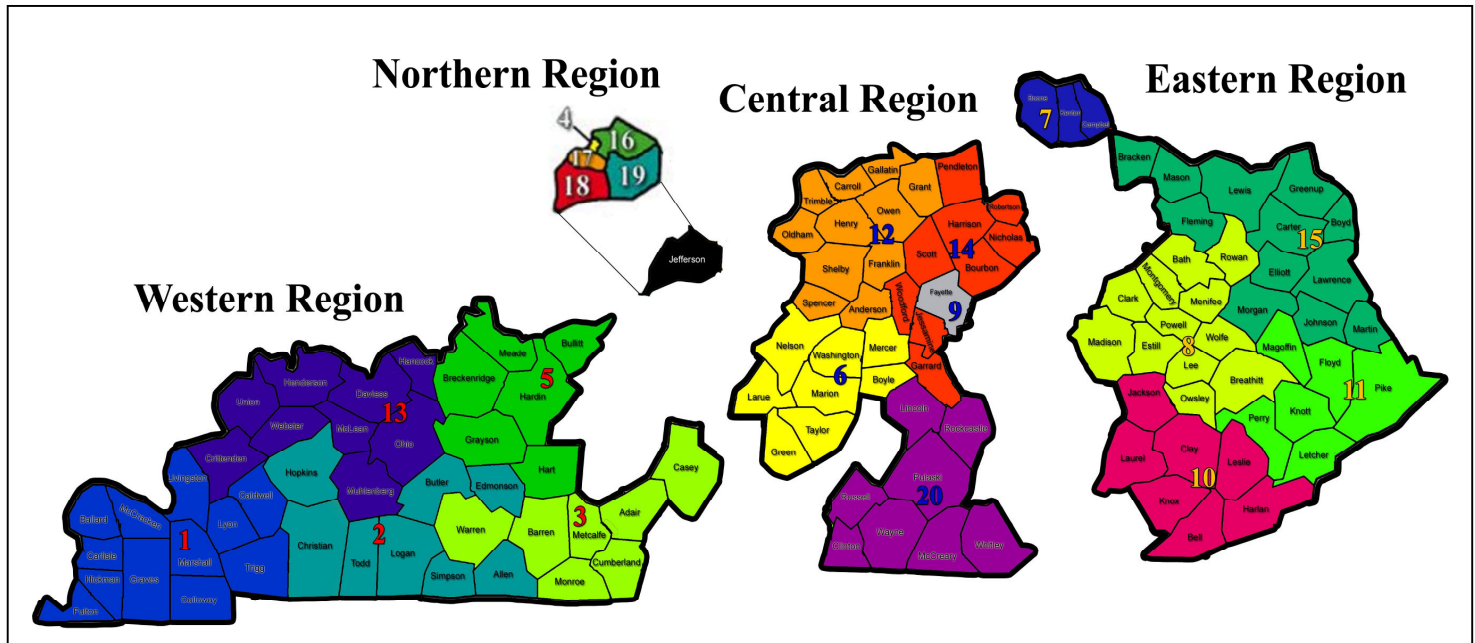 Northern Region
Central Region
Eastern Region
Western Region
4
16
17
18
19
Jefferson
Hancock
Meade
Bullitt
Breckenridge
5
Hardin
Henderson
Daviess
Union
13
Webster
McLean
Ohio
Grayson
Crittenden
Hopkins
Muhlenberg
Hart
Livingston
Caldwell
Butler
Edmonson
Casey
Ballard
McCracken
Lyon
Warren
Barren
3
Adair
Metcalfe
1
2
Carlisle
Marshall
Trigg
Christian
Todd
Logan
Simpson
Allen
Monroe
Cumberland
Hickman
Graves
Calloway
Fulton
Pendleton
Gallatin
Carroll
Grant
Trimble
Owen
Robertson
Henry
Harrison
Oldham
12
14
Nicholas
Scott
Shelby
Franklin
Bourbon
Fayette
Woodford
9
Spencer
Anderson
Jessamine
Nelson
Mercer
Washington
Garrard
6
Boyle
Larue
Marion
Lincoln
Taylor
Rockcastle
Green
Pulaski
20
Russell
Wayne
Clinton
McCreary
Whitley
Boone
Kenton
Campbell
7
Bracken
Mason
Lewis
Greenup
Fleming
Carter
Boyd
15
Bath
Rowan
Montgomery
Elliott
Lawrence
Clark
Menifee
Morgan
Powell
Wolfe
Johnson
Martin
Madison
Estill
8
Magoffin
Lee
Floyd
Breathitt
Pike
11
Jackson
Owsley
Perry
Knott
Clay
Letcher
Laurel
Leslie
10
Knox
Harlan
Bell